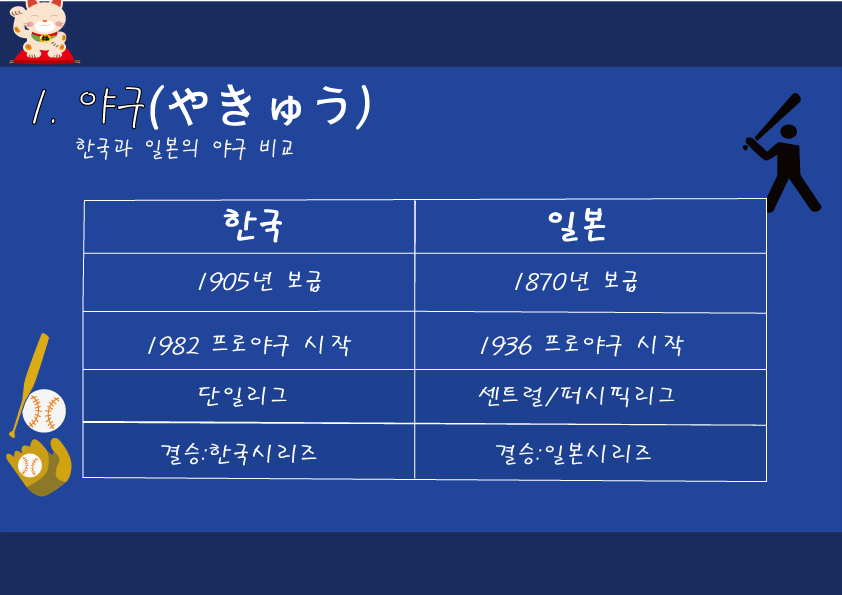 1. 야구(やきゅう)
한국과 일본의 야구 비교
한국 일본
1905년 보급 1870년 보급
1982 프로야구 시작 1936 프로야구 시작
단일리그 센트럴/퍼시픽리그
결승:한국시리즈 결승:일본시리즈